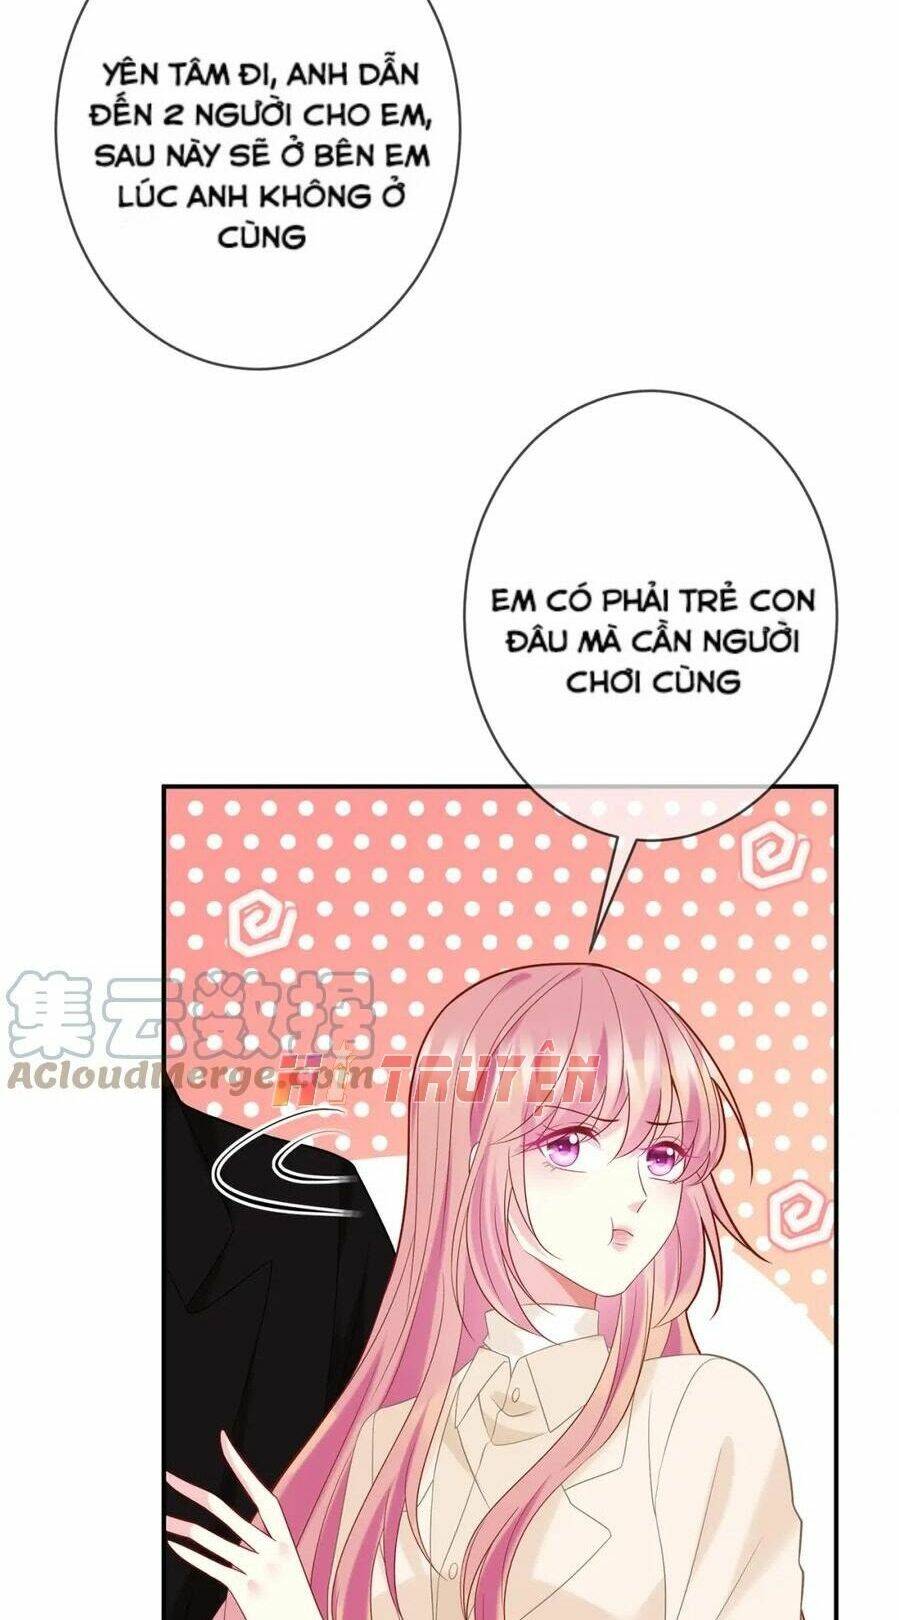 YÊN TÂM ĐI, ANH DẪN
ĐẾN 2 NGƯỜI CHO EM,
SAU NÀY SẼ Ở BÊN EM
LÚC ANH KHÔNG Ở
CÙNG
EM CÓ PHẢI TRẺ CON
ĐÂU MÀ CẦN NGƯỜI
CHƠI CÙNG
集云数据
ACloudMerge.com
HÍ TRUYỆN